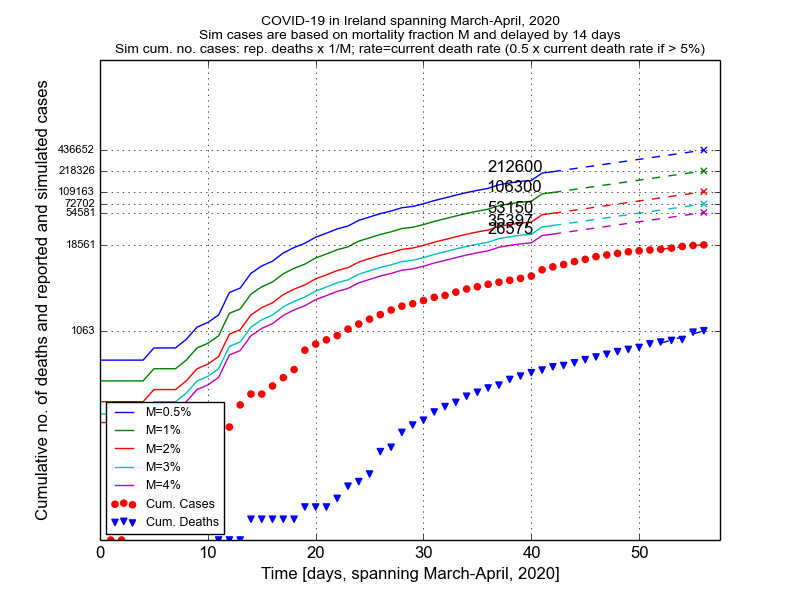 COVID-19 in Ireland spanning March-April, 2020
Sim cases are based on mortality fraction M and delayed by 14 days
Sim cum. no. cases: rep. deaths x 1/M; rate=current death rate (0.5 x current death rate if > 5%)
Cumulative no. of deaths and reported and simulated cases
436652
218326
109163
72702
54581
18561
1063
212600
106300
53150
35397
26575
M=0.5%
M=1%
M=2%
M=3%
M=4%
Cum. Cases
Cum. Deaths
0 10 20 30 40 50
Time [days, spanning March-April, 2020]